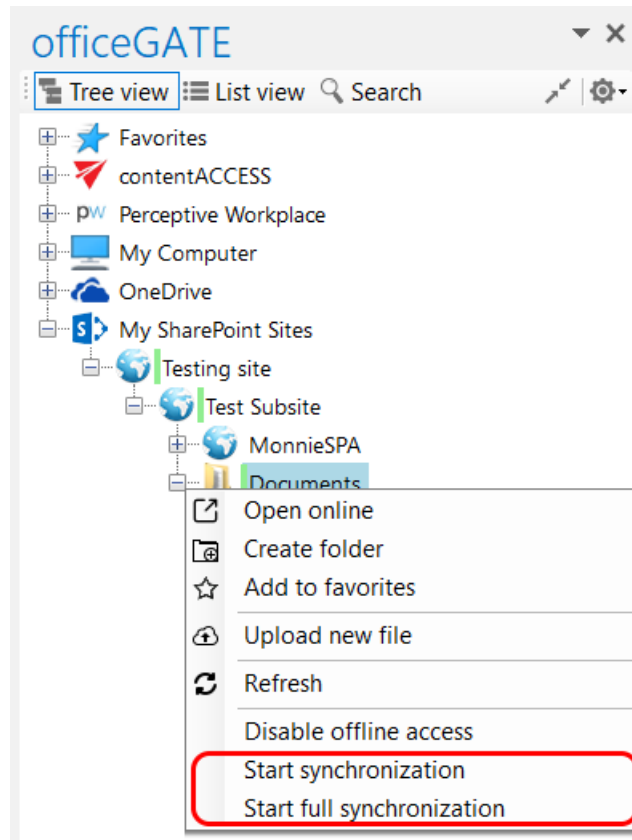 officeGATE
Tree view List view Search
Favorites
contentACCESS
pw Perceptive Workplace
My Computer
OneDrive
S My SharePoint Sites
Testing site
Test Subsite
MonnieSPA
Documents
Open online
Create folder
Add to favorites
Upload new file
Refresh
Disable offline access
Start synchronization
Start full synchronization